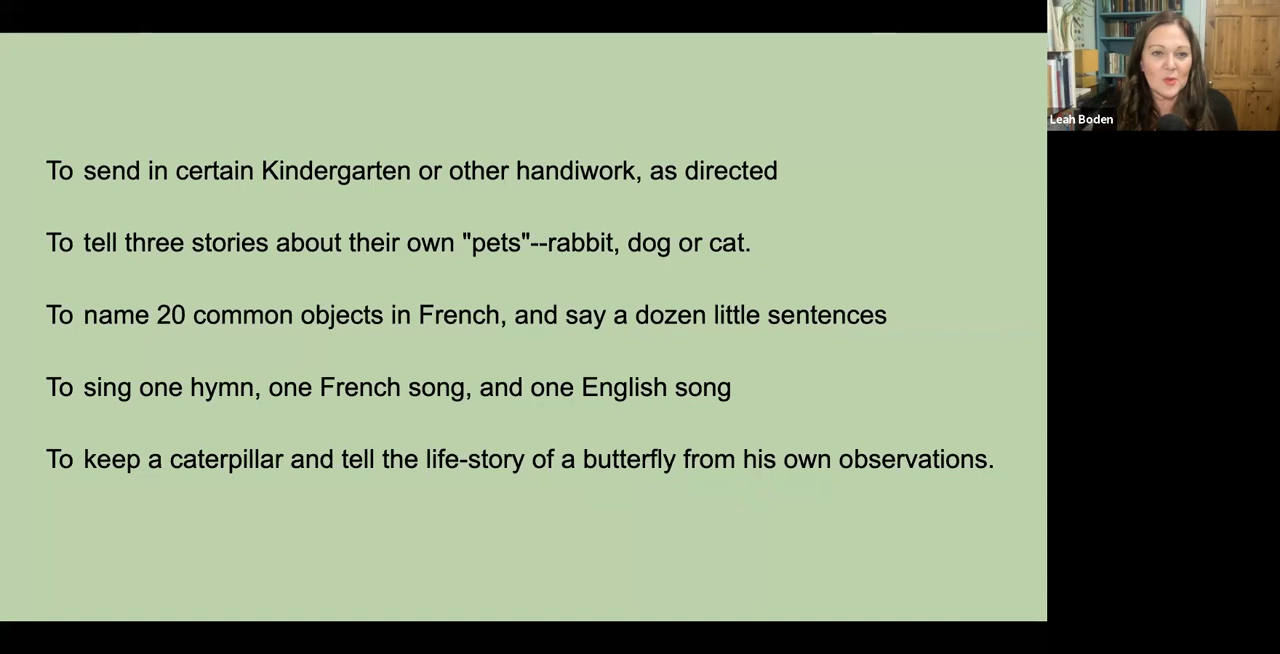 To send in certain Kindergarten or other handiwork, as directed
To tell three stories about their own "pets"--rabbit, dog or cat.
To name 20 common objects in French, and say a dozen little sentences
To sing one hymn, one French song, and one English song
To keep a caterpillar and tell the life-story of a butterfly from his own observations.
Leah Boden